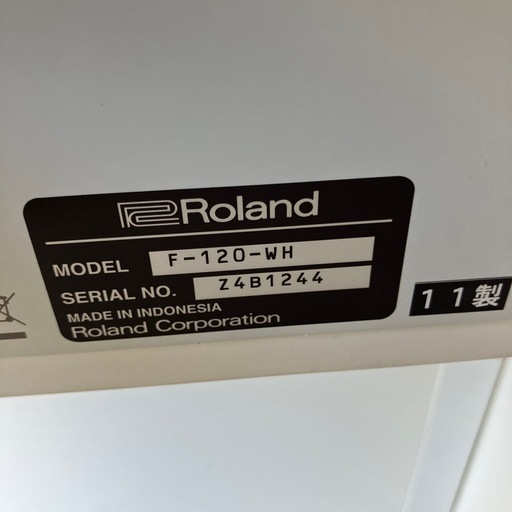 Roland
MODEL F-120-WH
SERIAL NO. Z4B1244
MADE IN INDONESIA
Roland Corporation
11製